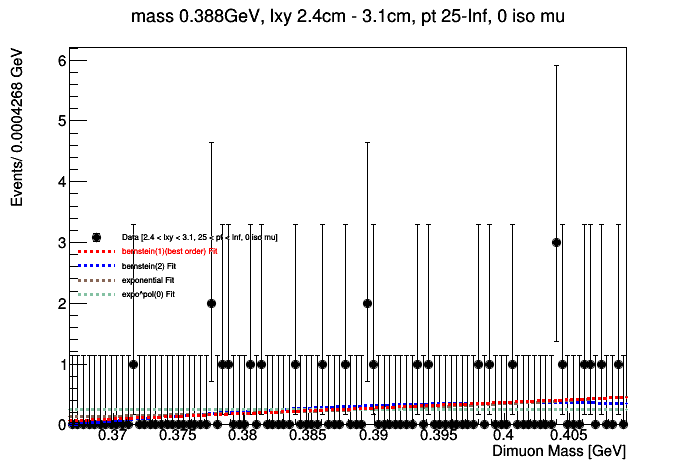 mass 0.388GeV, lxy 2.4cm - 3.1cm, pt 25-Inf, 0 iso mu
Events/ 0.0004268 GeV
6
5
4
3
2
1
0
Data [2.4 < lxy < 3.1, 25 < pt < Inf, 0 iso mu]
bernstein(1)(best order) Fit
bernstein(2) Fit
exponential Fit
expo*pol(0) Fit
0.37 0.375 0.38 0.385 0.39 0.395 0.4 0.405
Dimuon Mass [GeV]